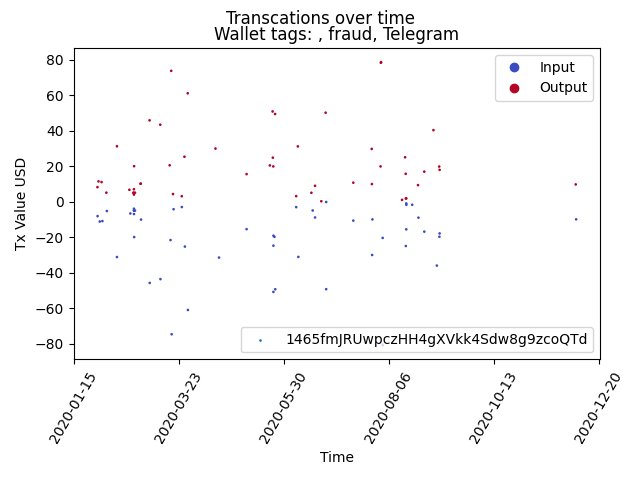 Transcations over time
Wallet tags: , fraud, Telegram
Input
Output
Tx Value USD
80
60
40
20
0
−20
−40
−60
−80
1465fmJRUwpczHH4gXVkk4Sdw8g9zcoQTd
2020-01-15
2020-03-23
2020-05-30
2020-08-06
2020-10-13
2020-12-20
Time